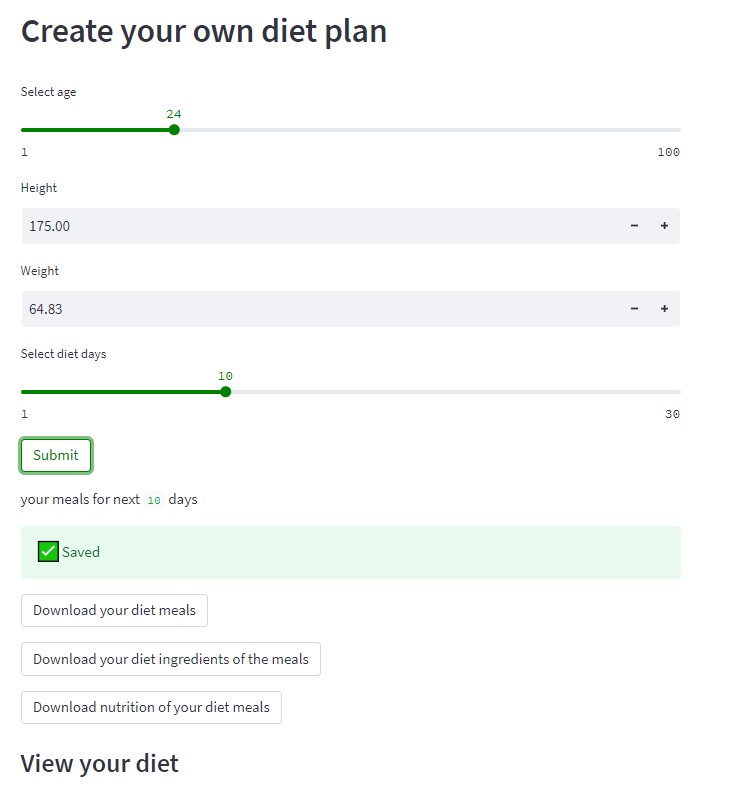 Create your own diet plan
Select age
24
1 100
Height
175.00 - +
Weight
64.83 - +
Select diet days
10
1 30
Submit
your meals for next 10 days
Saved
Download your diet meals
Download your diet ingredients of the meals
Download nutrition of your diet meals
View your diet